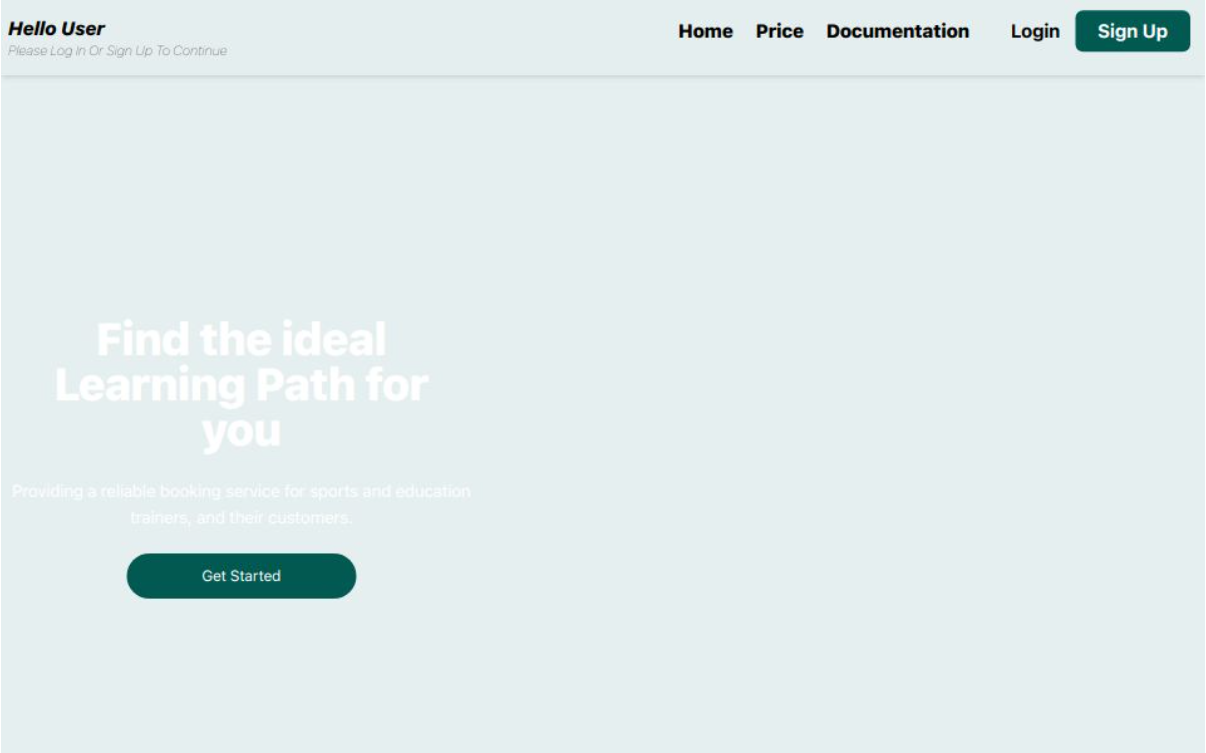 Hello User
Please Log In Or Sign Up To Continue
Home Price Documentation Login Sign Up
Find the ideal
Learning Path for
you
Providing a reliable booking service for sports and education
trainers, and their customers.
Get Started